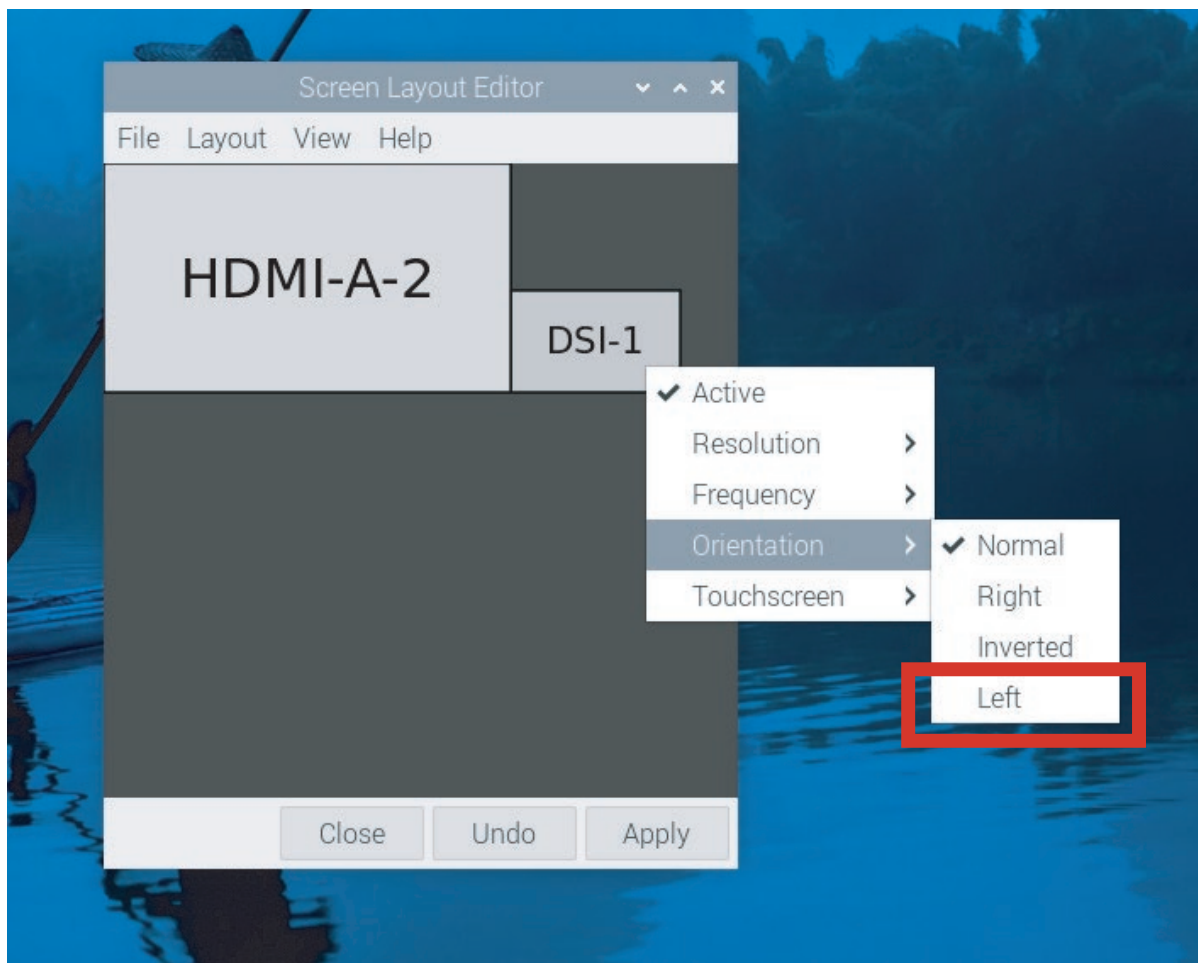 Screen Layout Editor
File Layout View Help
HDMI-A-2
DSI-1
Active
Resolution
Frequency
Orientation
Touchscreen
Normal
Right
Inverted
Left
Close Undo Apply